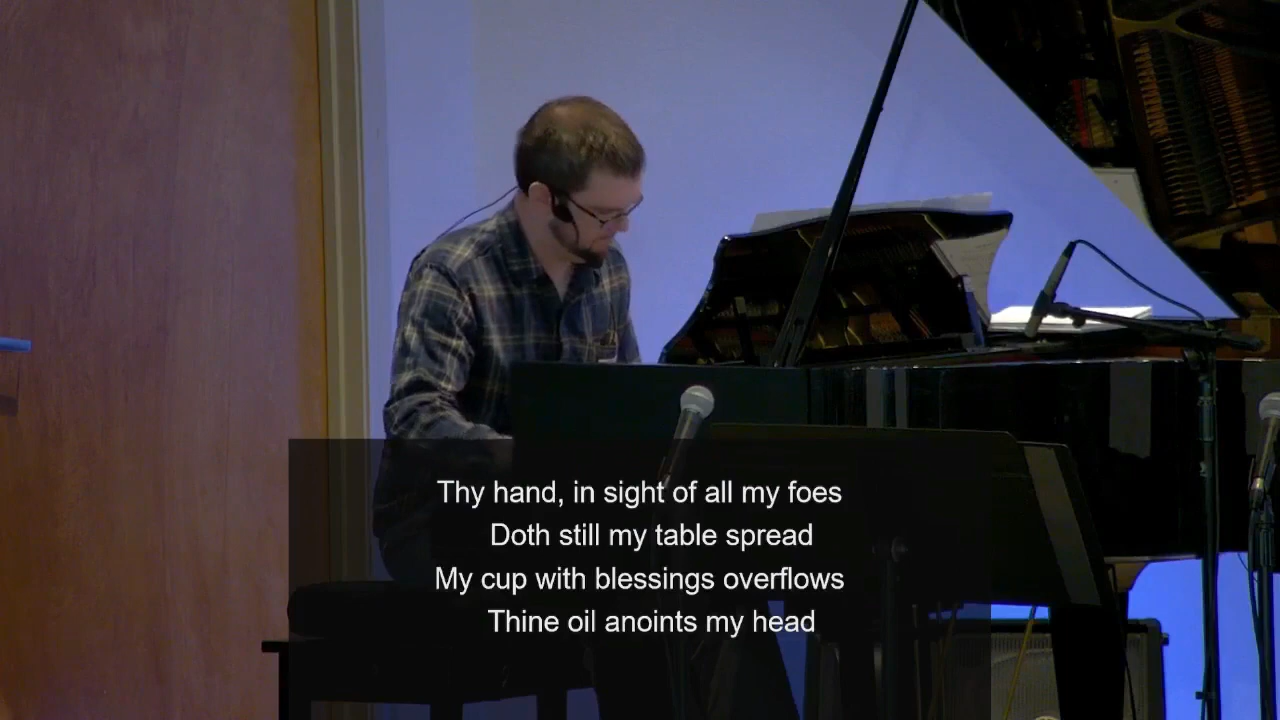 Thy hand, in sight of all my foes
Doth still my table spread
My cup with blessings overflows
Thine oil anoints my head